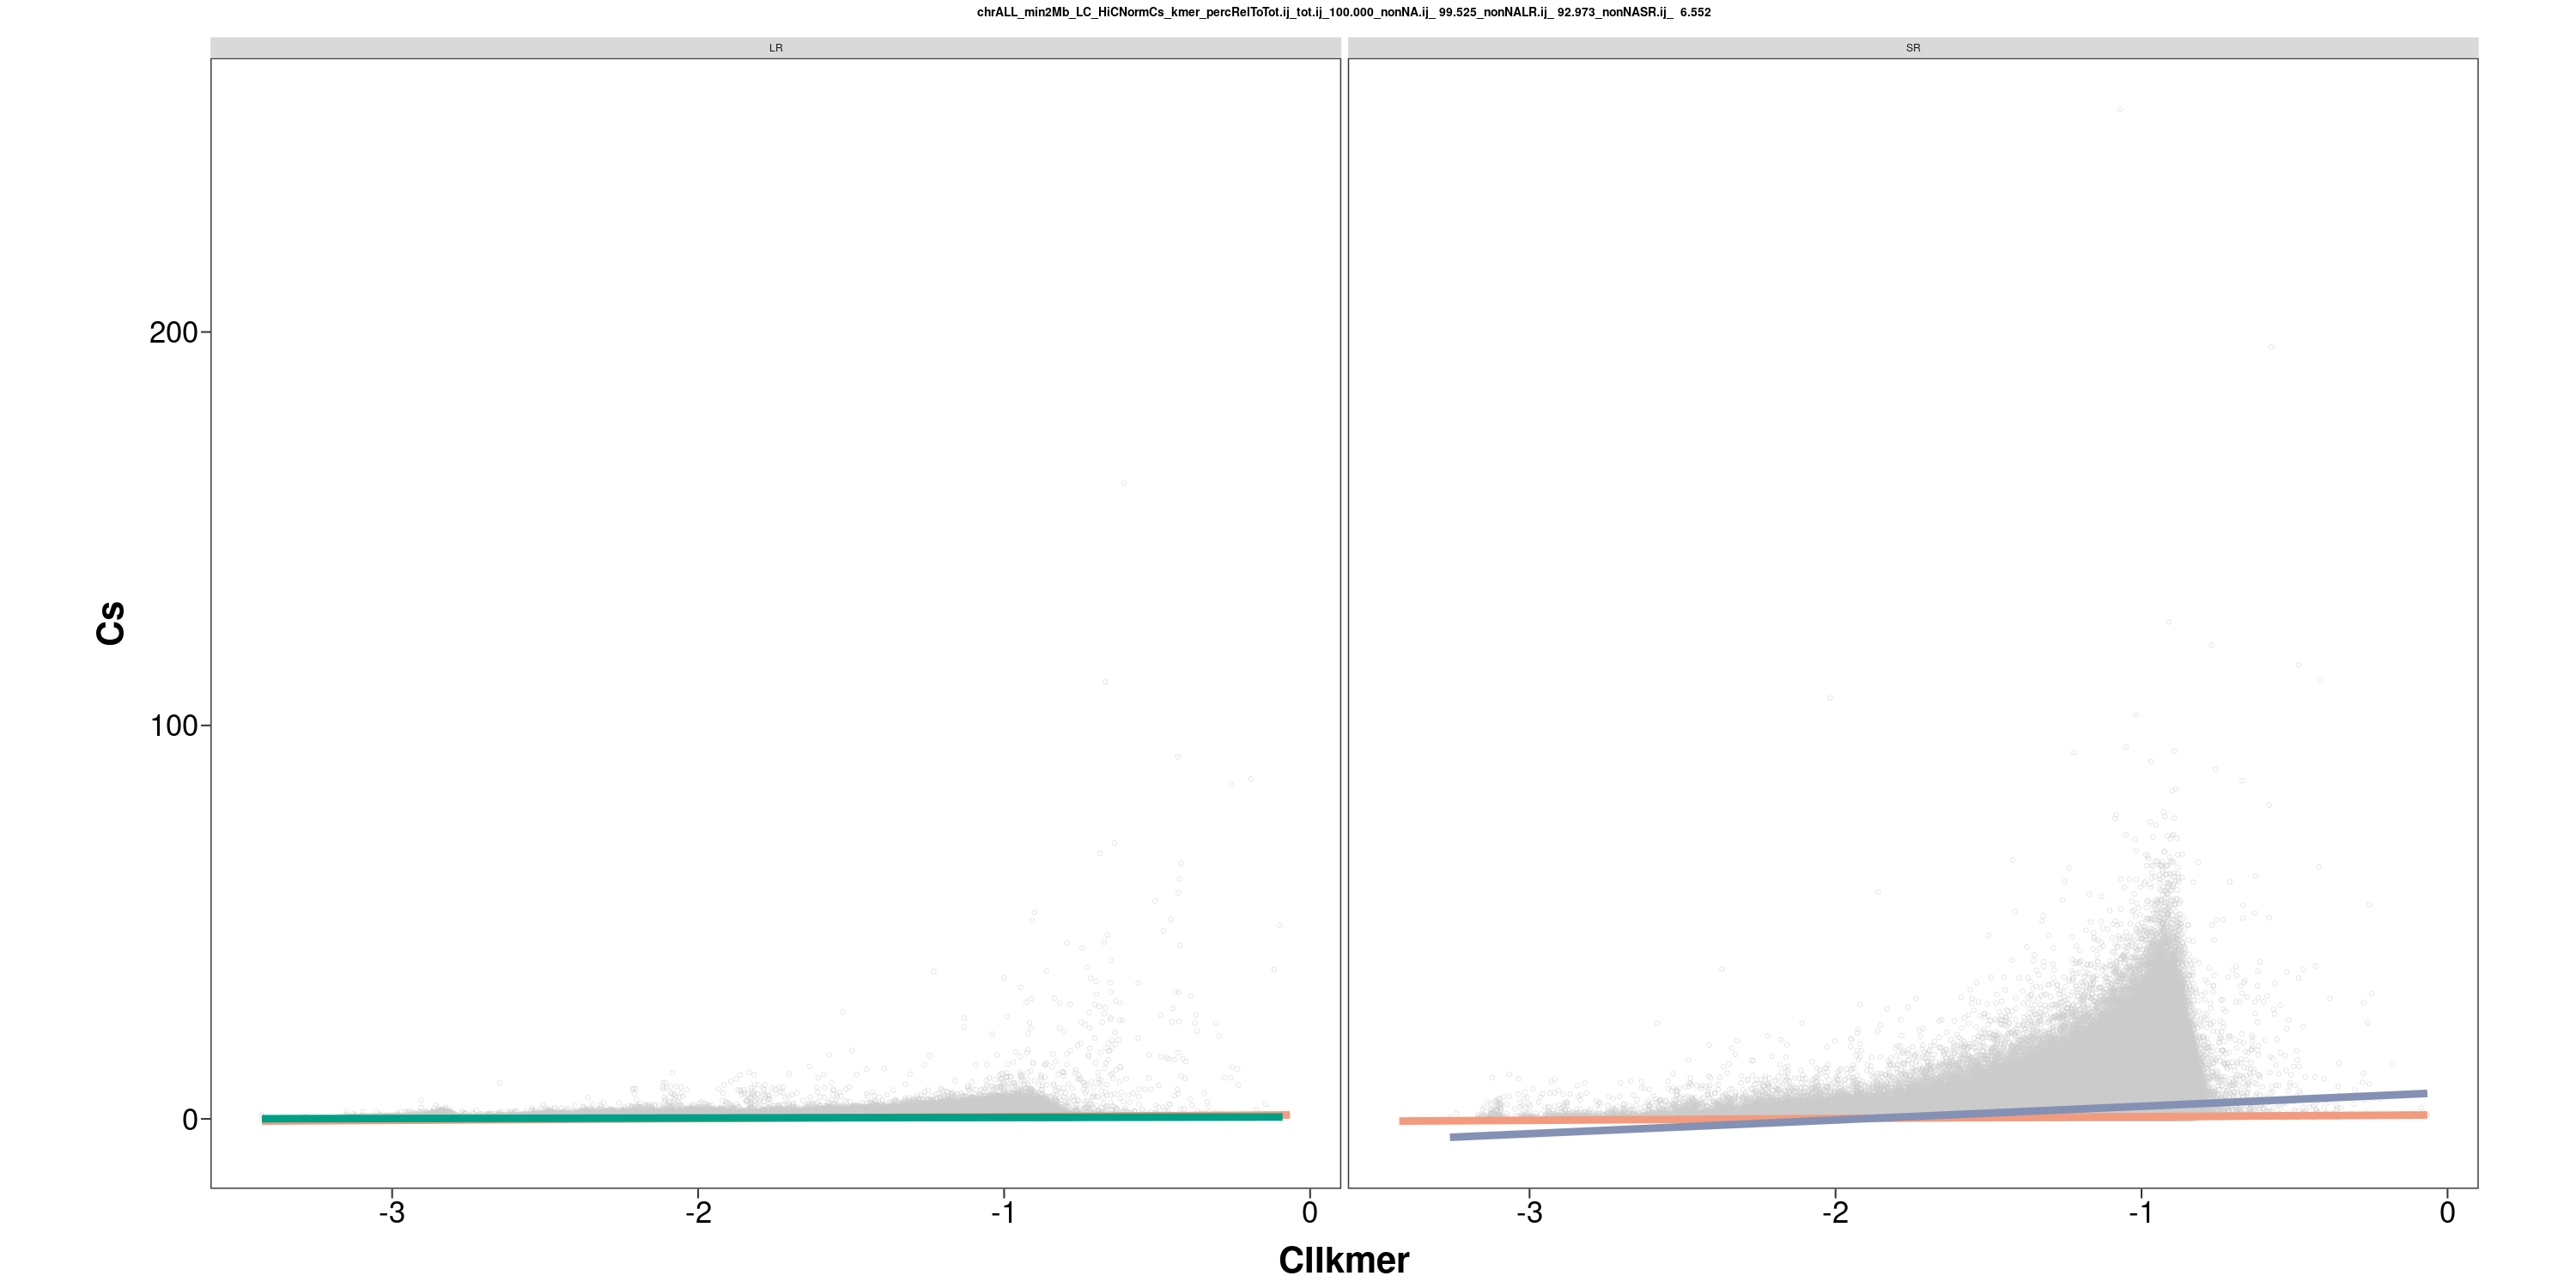 chrALL_min2Mb_LC_HiCNormCs_kmer_percRelToTot.ij_tot.ij_100.000_nonNA.ij_ 99.525_nonNALR.ij_ 92.973_nonNASR.ij_  6.552
LR
SR
Cs
200
100
0
-3
-2
-1
0
-3
-2
-1
0
CIIkmer